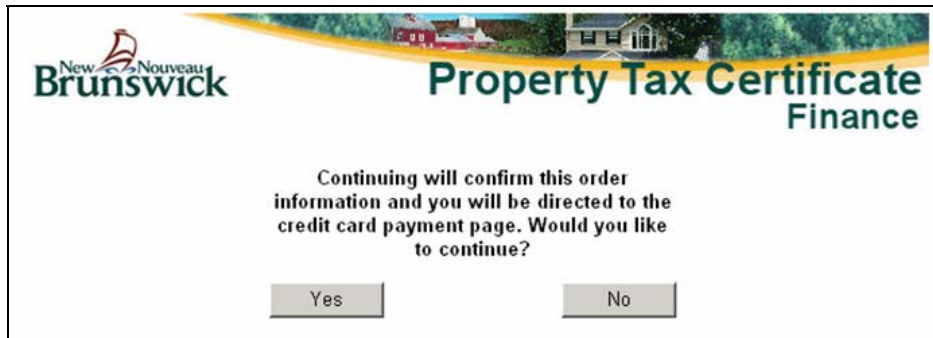 New Nouveau
Brunswick
Property Tax Certificate
Finance
Continuing will confirm this order
information and you will be directed to the
credit card payment page. Would you like
to continue?
Yes No